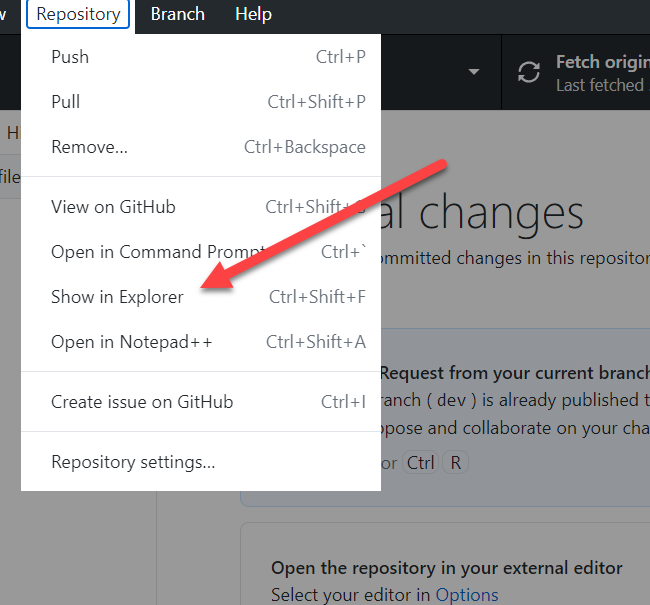 Repository Branch Help
Push Ctrl+P
Pull Ctrl+Shift+P
Remove... Ctrl+Backspace
View on GitHub Ctrl+Shift+
Open in Command Prompt Ctrl+`
Show in Explorer Ctrl+Shift+F
Open in Notepad++ Ctrl+Shift+A
Create issue on GitHub Ctrl+I
Repository settings...
Fetch origin
Last fetched
al changes
ommitted changes in this repositor
Request from your current branch
ranch ( dev ) is already published t
pose and collaborate on your cha
or Ctrl R
Open the repository in your external editor
Select your editor in Options
file